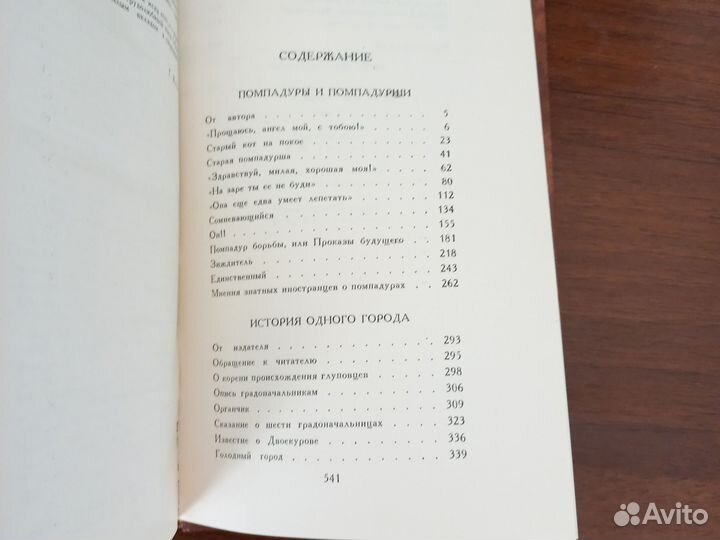 СОДЕРЖАНИЕ
ПОМПАДУРЫ И ПОМПАДУРШИ
От автора . . . . . . . . . . . . 5
«Прощаюсь, ангел мой, с тобою!» . . . . . 6
Старый кот на покое . . . . . . . . . 23
Старая помпадурша . . . . . . . . . . 41
«Здравствуй, милая, хорошая моя!» . . . . . 62
«На заре ты ее не буди» . . . . . . . . 80
«Она еще едва умеет лепетать» . . . . . . 112
Сомневающийся . . . . . . . . . . . 134
Он!! . . . . . . . . . . . . . . 155
Помпадур борьбы, или Проказы будущего . . 181
Зиждитель . . . . . . . . . . . . 218
Единственный . . . . . . . . . . . 243
Мнения знатных иностранцев о помпадурах . . 262
ИСТОРИЯ ОДНОГО ГОРОДА
От издателя . . . . . . . . . . . . 293
Обращение к читателю . . . . . . . . 295
О корени происхождения глуповцев . . . . . 298
Опись градоначальникам . . . . . . . . 306
Органчик . . . . . . . . . . . . . 309
Сказание о шести градоначальницах . . . . 323
Известие о Двоекурове . . . . . . . . 336
Голодный город . . . . . . . . . . . 339
541
Avito